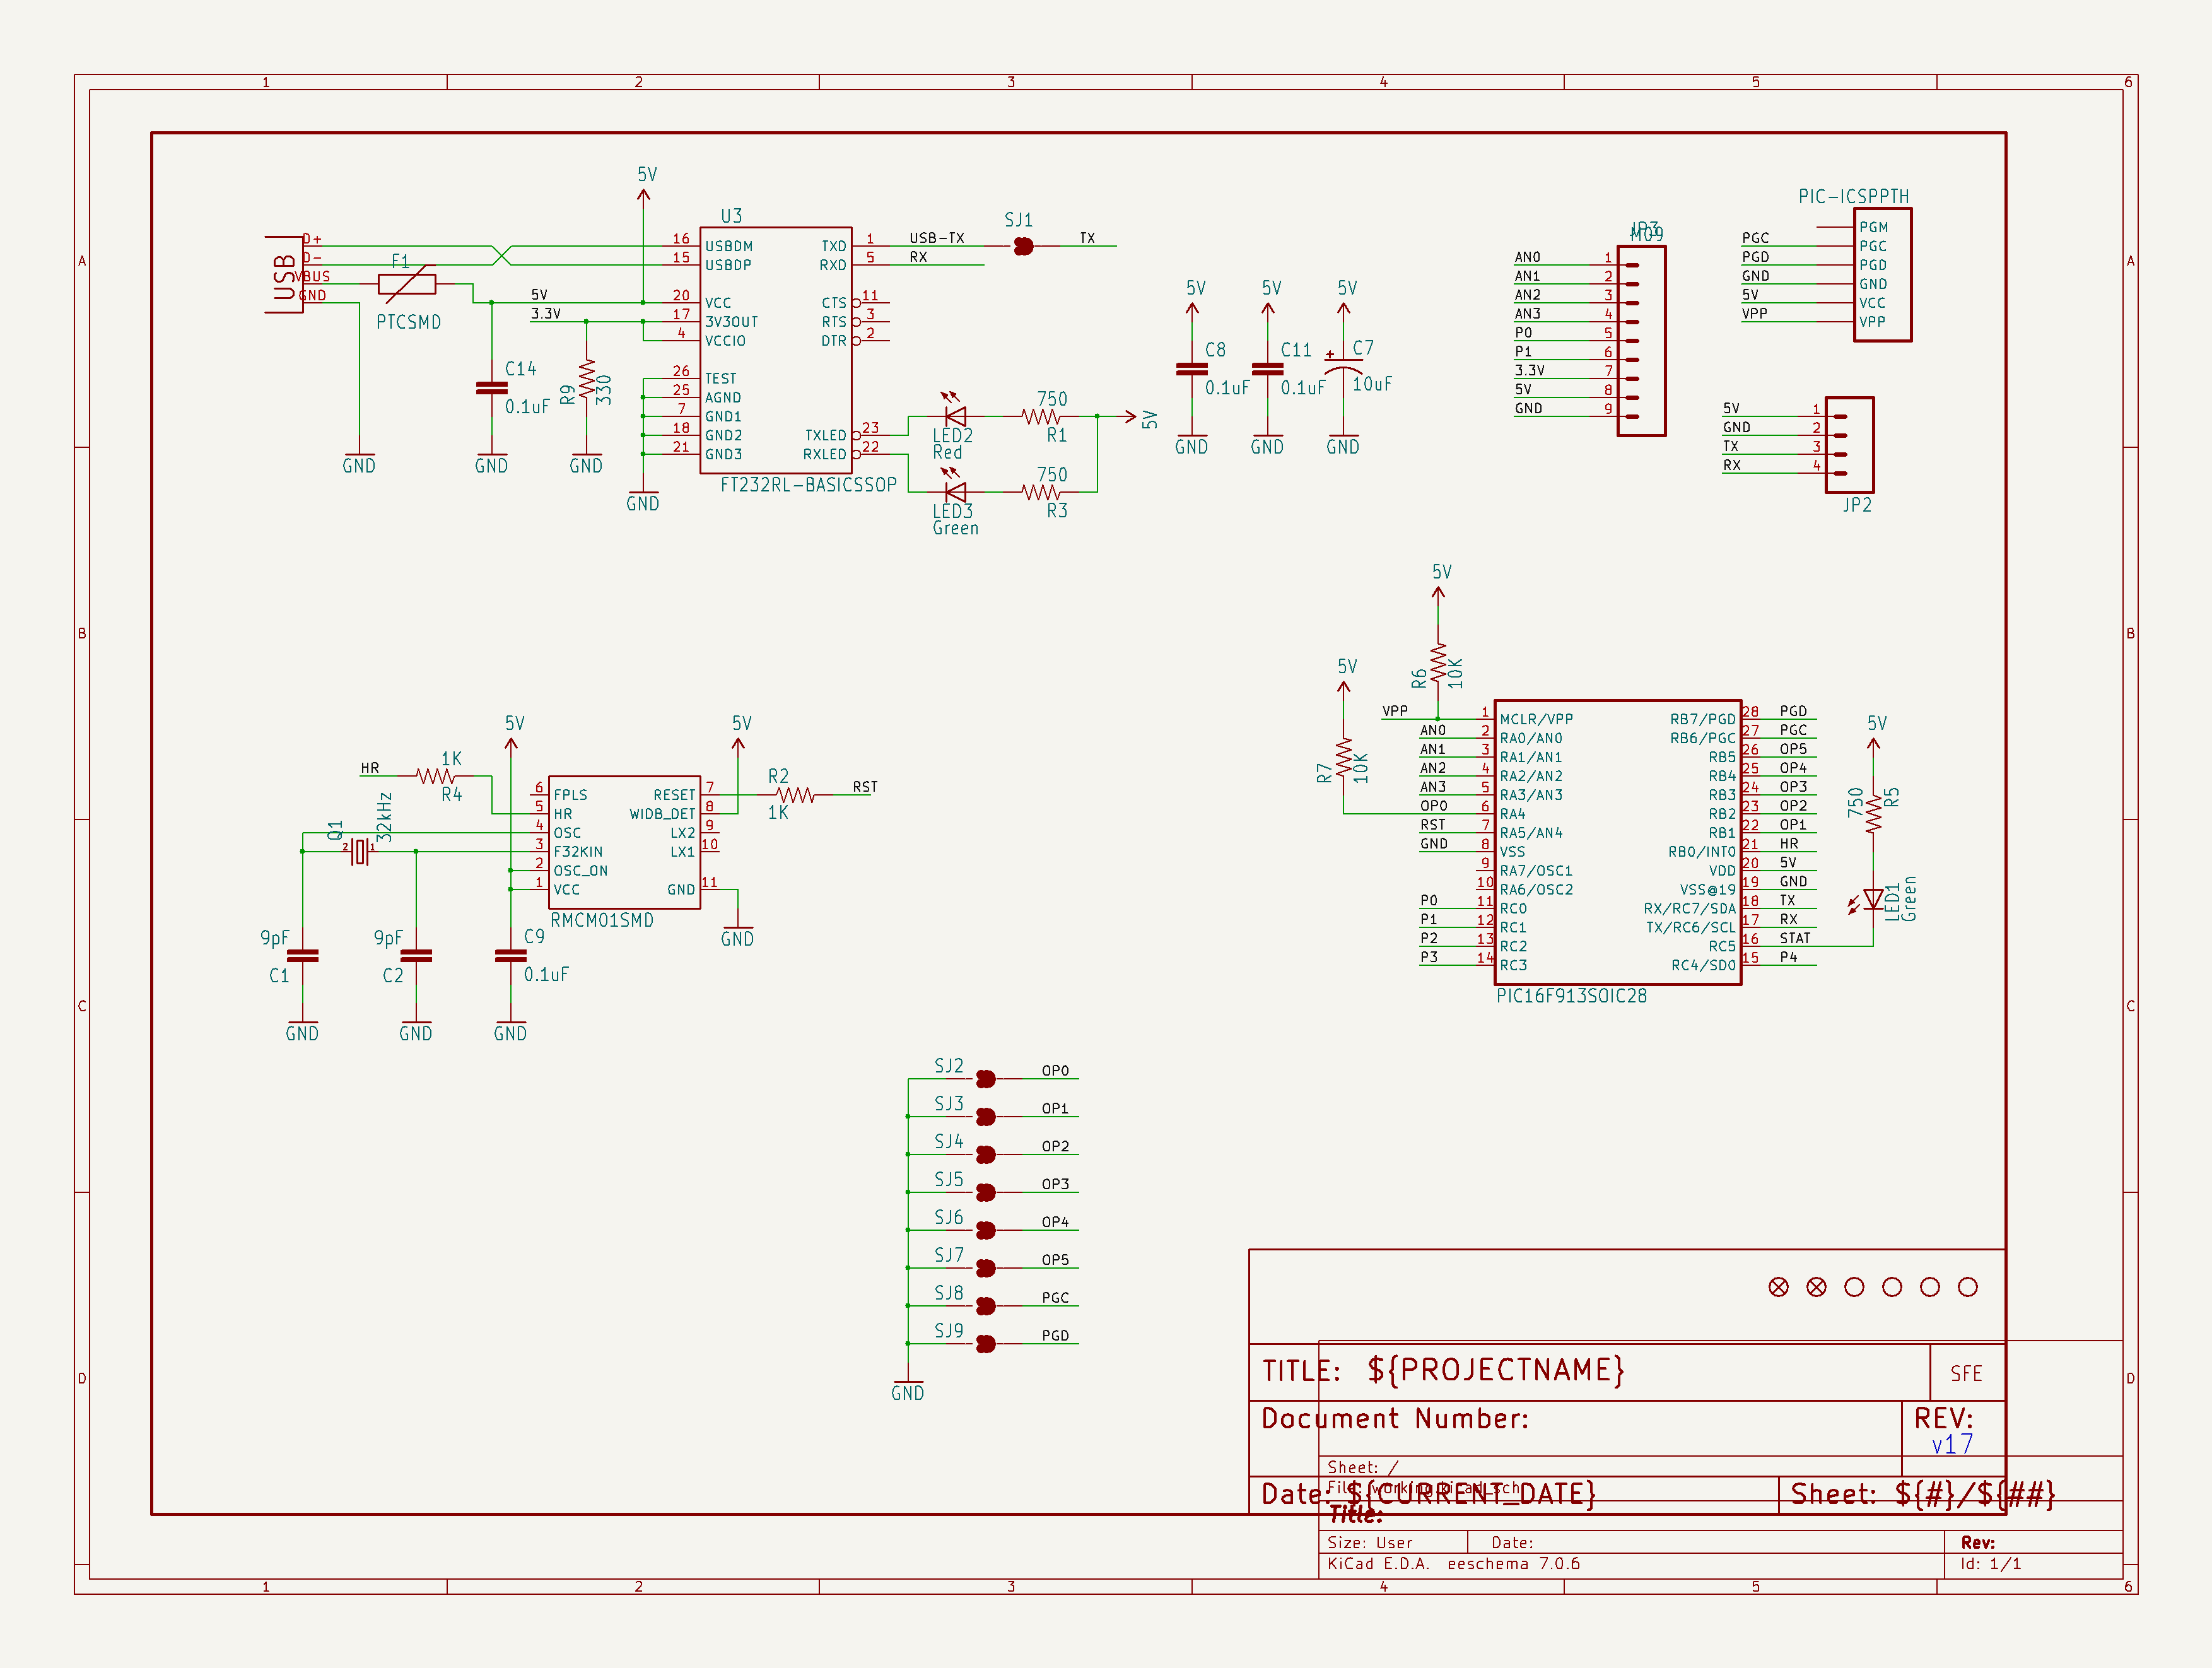 1 2 3 4 5 6
A A
B B
C C
D D
1 2 3 4 5 6
USB
D+
D-
VBUS
GND
F1
PTCSMD
GND
5V
3.3V
C14
0.1uF
GND
R9
330
GND
5V
U3
16 USBDM
15 USBDP
20 VCC
17 3V3OUT
4 VCCIO
26 TEST
25 AGND
7 GND1
18 GND2
21 GND3
TXD 1
RXD 5
CTS 11
RTS 3
DTR 2
TXLED 23
RXLED 22
FT232RL-BASICSSOP
GND
USB-TX
RX
SJ1
TX
LED2
Red
750
R1
5V
LED3
Green
750
R3
5V
C8
0.1uF
GND
5V
C11
0.1uF
GND
5V
C7
10uF
GND
JP3
M09
AN0 1
AN1 2
AN2 3
AN3 4
P0 5
P1 6
3.3V 7
5V 8
GND 9
PIC-ICSPPTH
PGM
PGC PGC
PGD PGD
GND GND
5V VCC
VPP VPP
5V 1
GND 2
TX 3
RX 4
JP2
HR
1K
R4
5V
Q1
32kHz
2 1
6 FPLS
5 HR
4 OSC
3 F32KIN
2 OSC_ON
1 VCC
RESET 7
WIDB_DET 8
LX2 9
LX1 10
GND 11
RMCM01SMD
5V
R2
1K
RST
GND
9pF
C1
GND
9pF
C2
GND
C9
0.1uF
GND
5V
R6
10K
5V
R7
10K
VPP 1 MCLR/VPP
AN0 2 RA0/AN0
AN1 3 RA1/AN1
AN2 4 RA2/AN2
AN3 5 RA3/AN3
OP0 6 RA4
RST 7 RA5/AN4
GND 8 VSS
9 RA7/OSC1
10 RA6/OSC2
P0 11 RC0
P1 12 RC1
P2 13 RC2
P3 14 RC3
RB7/PGD 28 PGD
RB6/PGC 27 PGC
RB5 26 OP5
RB4 25 OP4
RB3 24 OP3
RB2 23 OP2
RB1 22 OP1
RB0/INT0 21 HR
VDD 20 5V
VSS@19 19 GND
RX/RC7/SDA 18 TX
TX/RC6/SCL 17 RX
RC5 16 STAT
RC4/SDO 15 P4
PIC16F913SOIC28
5V
750
R5
LED1
Green
SJ2 OP0
SJ3 OP1
SJ4 OP2
SJ5 OP3
SJ6 OP4
SJ7 OP5
SJ8 PGC
SJ9 PGD
GND
TITLE: ${PROJECTNAME}
SFE
Document Number:
REV:
v17
Sheet: /
File: working.kicad_sch
Date: ${CURRENT_DATE}
Sheet: ${#}/${##}
Title:
Size: User Date: Rev:
KiCad E.D.A. eeschema 7.0.6 Id: 1/1